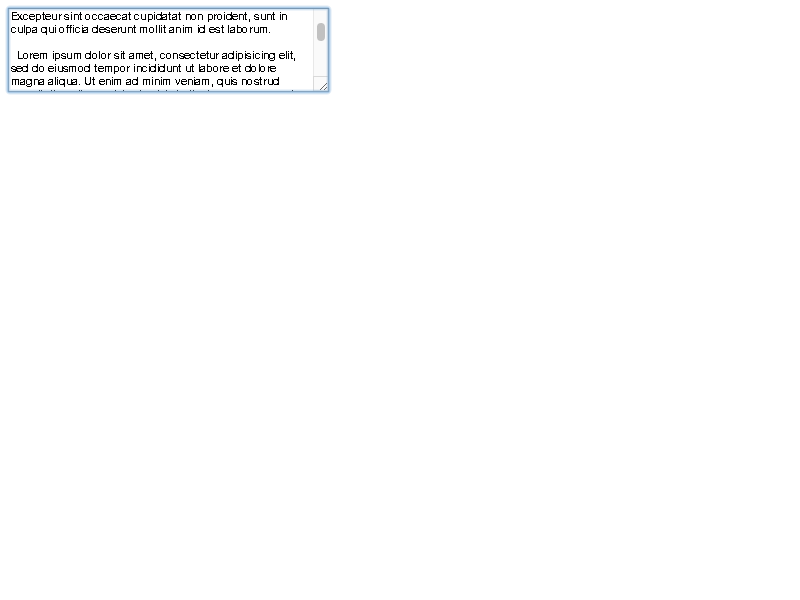 Excepteur sint occaecat cupidatat non proident, sunt in
culpa qui officia deserunt mollit anim id est laborum.
Lorem ipsum dolor sit amet, consectetur adipisicing elit,
sed do eiusmod tempor incididunt ut labore et dolore
magna aliqua. Ut enim ad minim veniam, quis nostrud